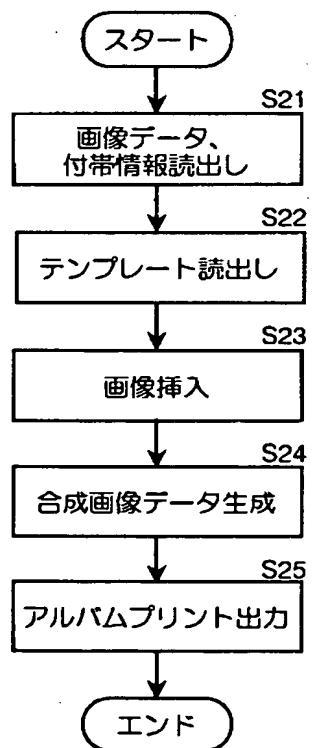 スタート
S21
画像データ、
付帯情報読出し
S22
テンプレート読出し
S23
画像挿入
S24
合成画像データ生成
S25
アルバムプリント出力
エンド